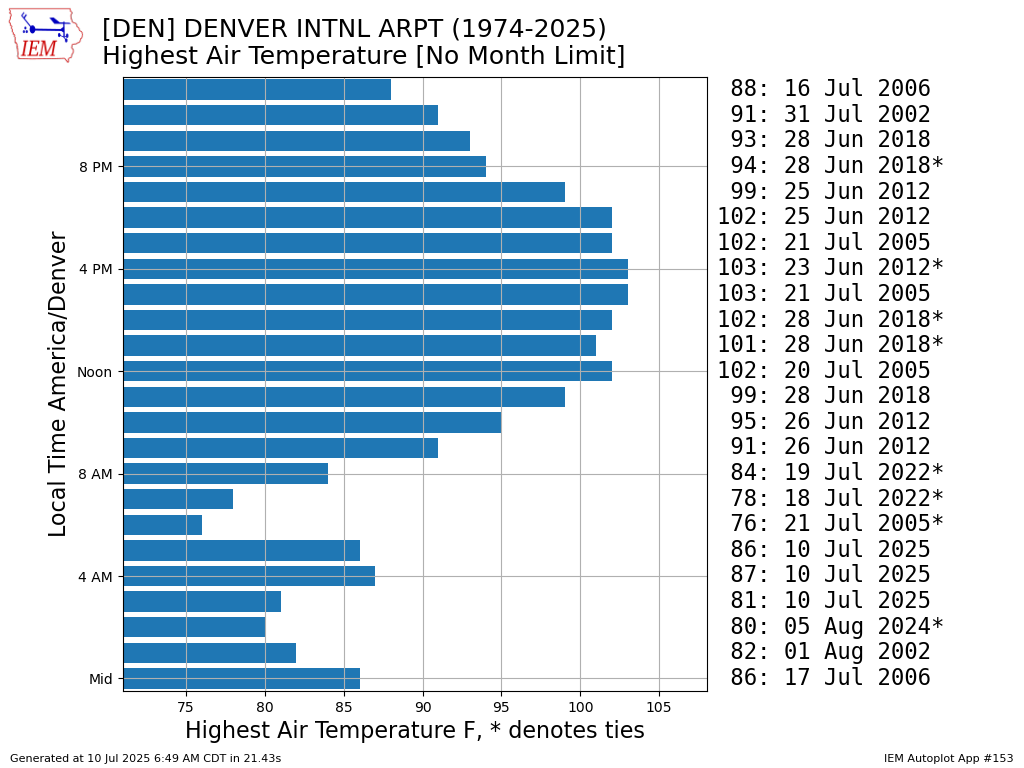 IEM
[DEN] DENVER INTNL ARPT (1974-2025)
Highest Air Temperature [No Month Limit]
88: 16 Jul 2006
91: 31 Jul 2002
93: 28 Jun 2018
8 PM
94: 28 Jun 2018*
99: 25 Jun 2012
102: 25 Jun 2012
102: 21 Jul 2005
4 PM
103: 23 Jun 2012*
103: 21 Jul 2005
102: 28 Jun 2018*
101: 28 Jun 2018*
Noon
102: 20 Jul 2005
99: 28 Jun 2018
95: 26 Jun 2012
91: 26 Jun 2012
8 AM
84: 19 Jul 2022*
78: 18 Jul 2022*
76: 21 Jul 2005*
86: 10 Jul 2025
4 AM
87: 10 Jul 2025
81: 10 Jul 2025
80: 05 Aug 2024*
82: 01 Aug 2002
Mid
86: 17 Jul 2006
Local Time America/Denver
75 80 85 90 95 100 105
Highest Air Temperature F, * denotes ties
Generated at 10 Jul 2025 6:49 AM CDT in 21.43s
IEM Autoplot App #153